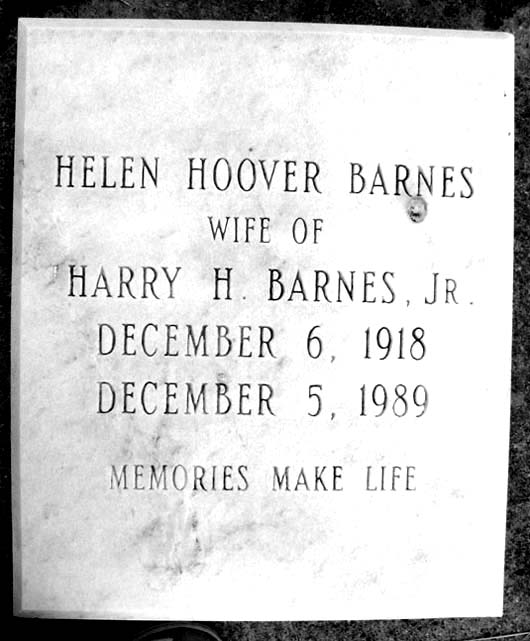 HELEN HOOVER BARNES
WIFE OF
HARRY H. BARNES, JR.
DECEMBER 6, 1918
DECEMBER 5, 1989
MEMORIES MAKE LIFE